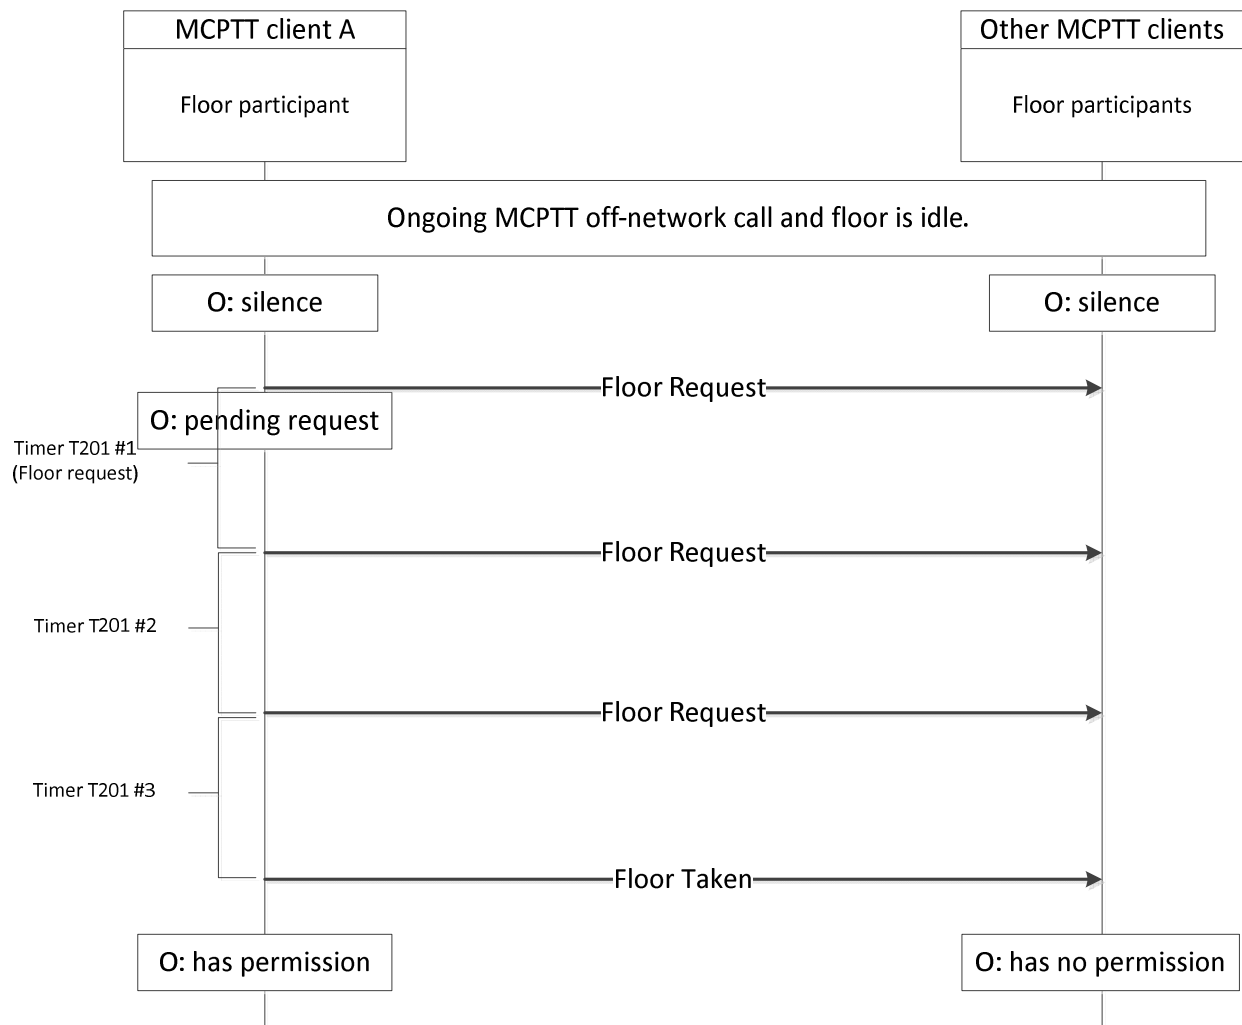 MCPTT client A
Other MCPTT clients
Floor participant
Floor participants
Ongoing MCPTT off-network call and floor is idle.
O: silence
O: silence
Floor Request
O: pending request
Timer T201 #1
(Floor request)
Floor Request
Timer T201 #2
Floor Request
Timer T201 #3
Floor Taken
O: has permission
O: has no permission